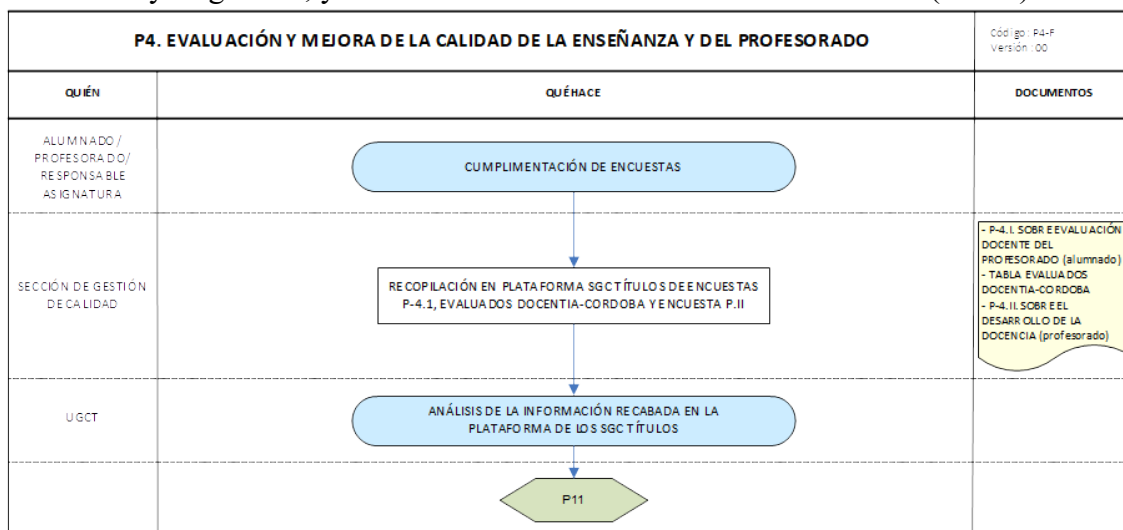 P4. EVALUACIÓN Y MEJORA DE LA CALIDAD DE LA ENSEÑANZA Y DEL PROFESORADO
Código: P4-F
Versión: 00
QUIÉN
QUÉ HACE
DOCUMENTOS
ALUMNADO/
PROFESORADO/
RESPONSABLE
ASIGNATURA
CUMPLIMENTACIÓN DE ENCUESTAS
SECCIÓN DE GESTIÓN
DE CALIDAD
RECOPILACIÓN EN PLATAFORMA SGC TÍTULOS DE ENCUESTAS
P-4.1, EVALUADOS DOCENTIA-CORDOBA Y ENCUESTA P.II
- P-4.I. SOBRE EVALUACIÓN
DOCENTE DEL
PROFESORADO (alumnado)
- TABLA EVALUADOS
DOCENTIA-CORDOBA
- P-4.II. SOBRE EL
DESARROLLO DE LA
DOCENCIA (profesorado)
UGCT
ANÁLISIS DE LA INFORMACIÓN RECABADA EN LA
PLATAFORMA DE LOS SGC TÍTULOS
P11